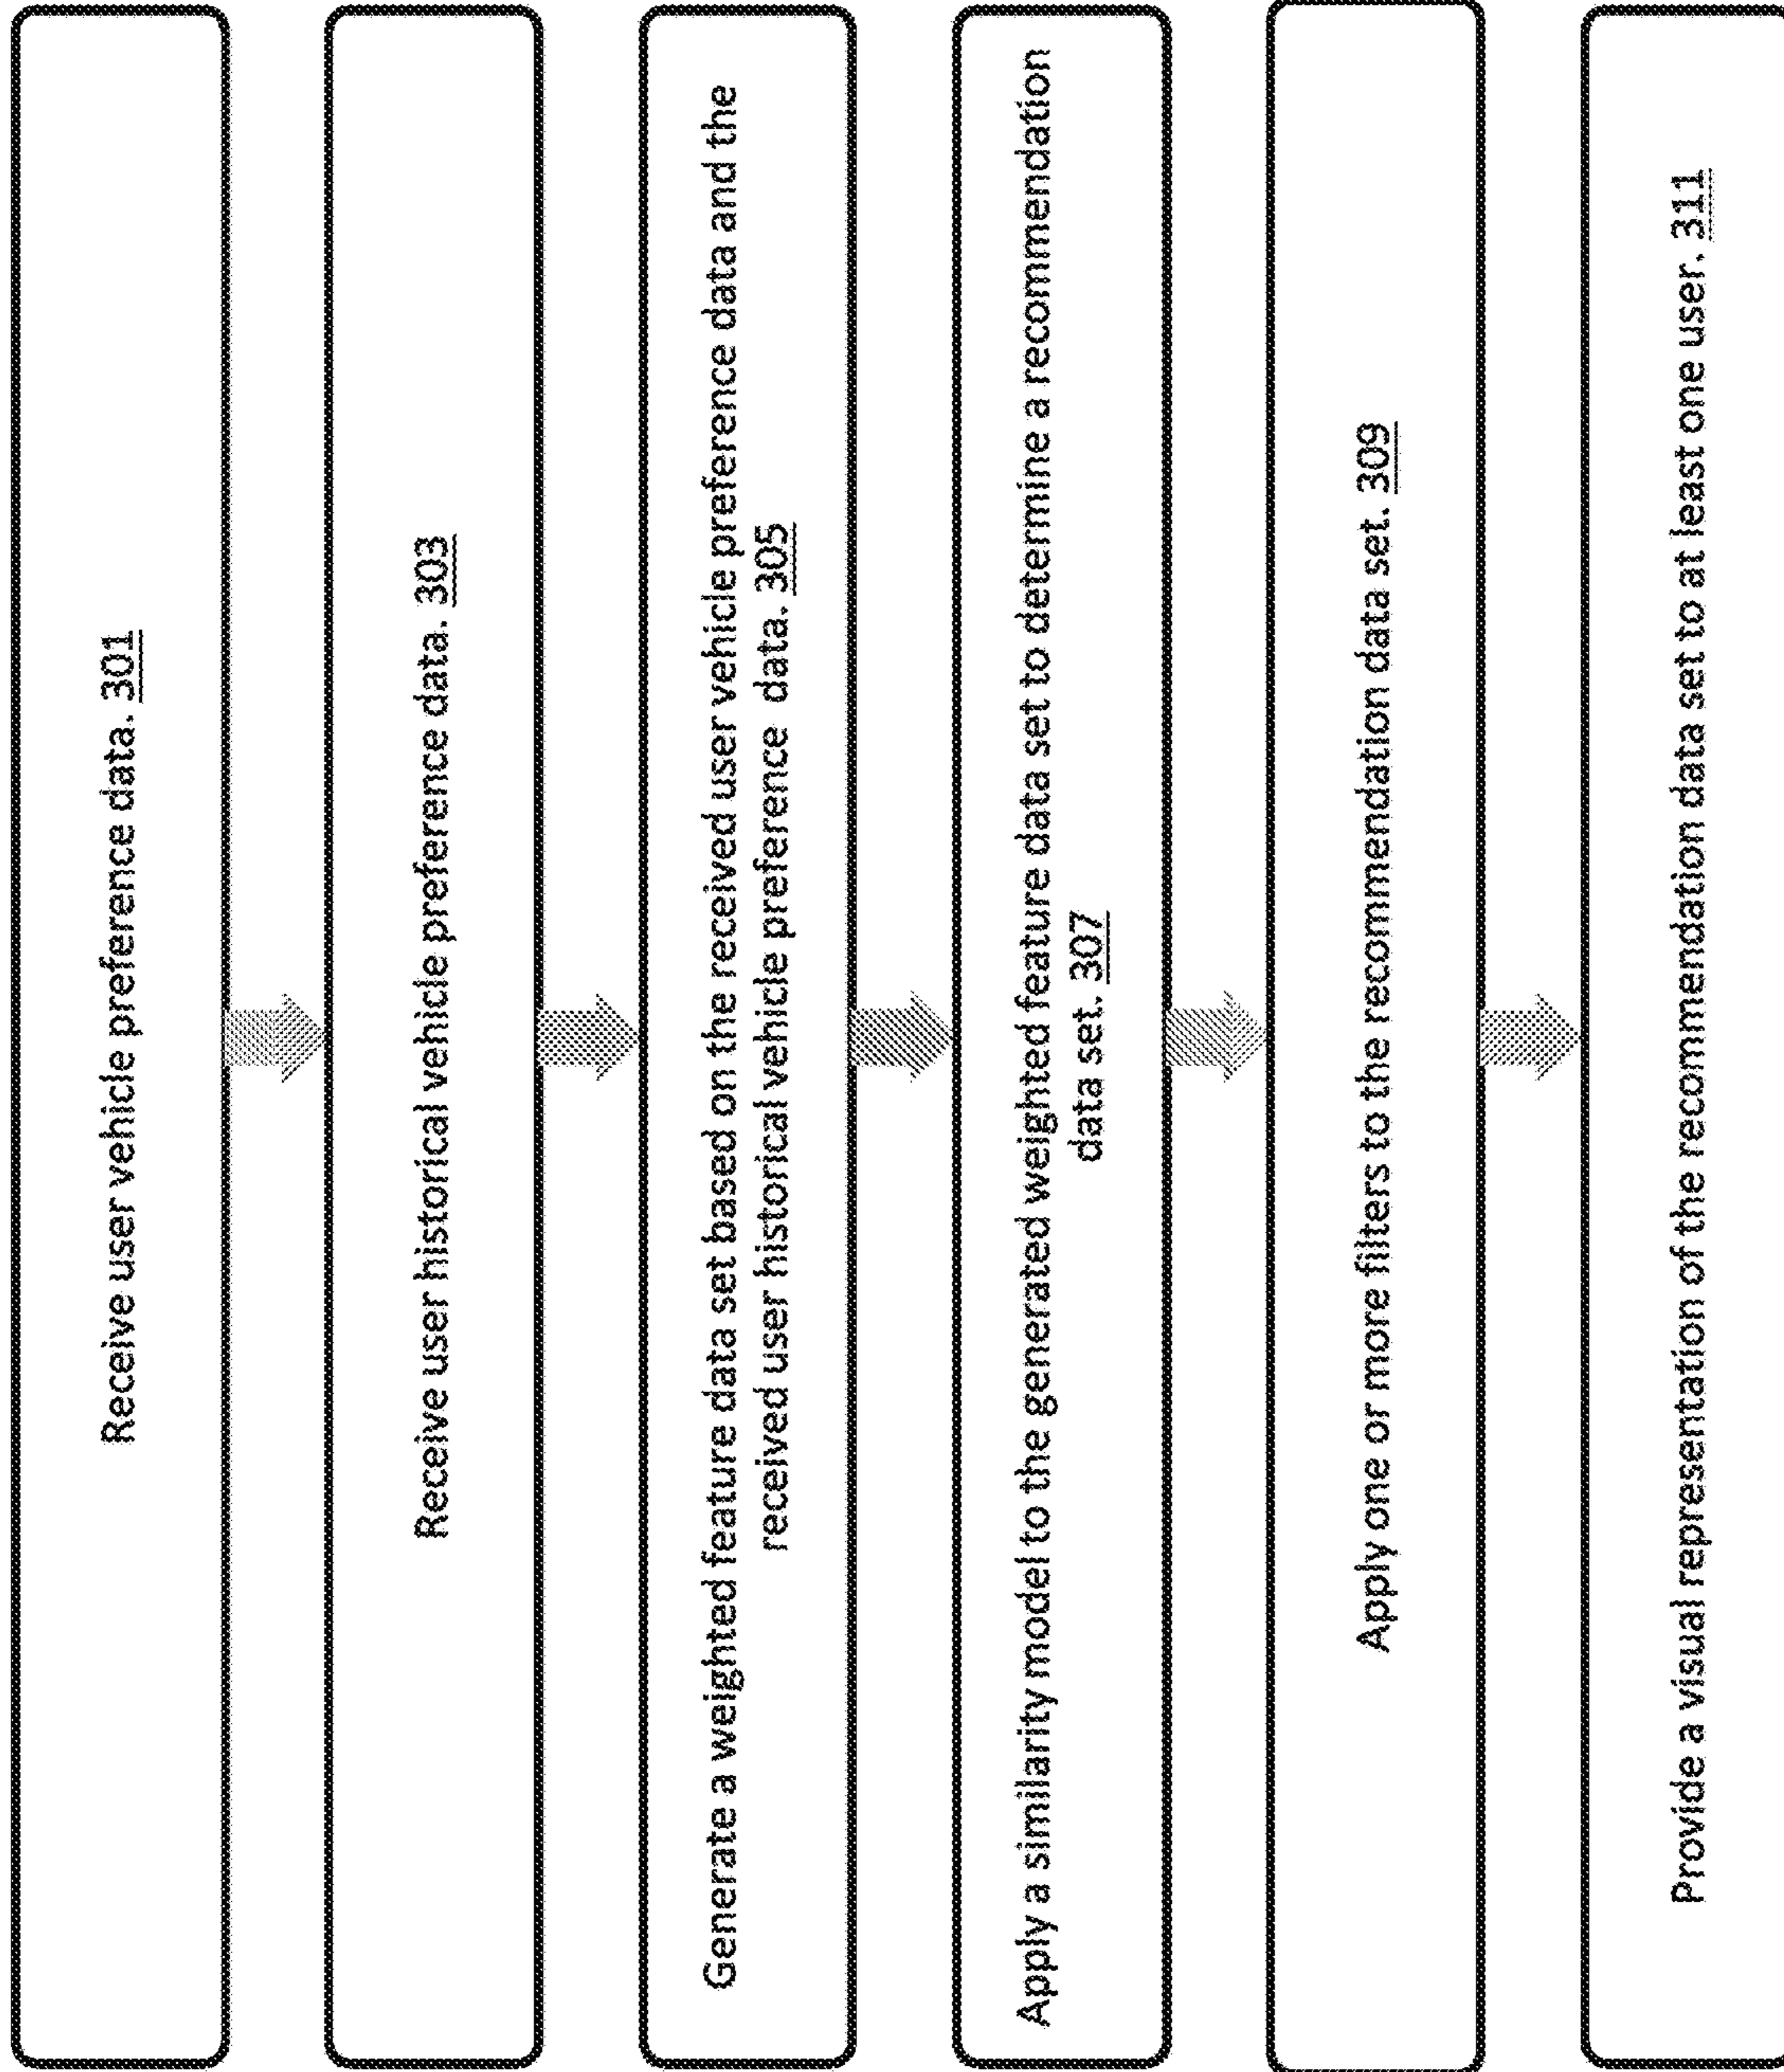 Receive user vehicle preference data. 301
Receive user historical vehicle preference data. 303
Generate a weighted feature data set based on the received user vehicle preference data and the
received user historical vehicle preference data. 305
Apply a similarity model to the generated weighted feature data set to determine a recommendation
data set. 307
Apply one or more filters to the recommendation data set. 309
Provide a visual representation of the recommendation data set to at least one user. 311